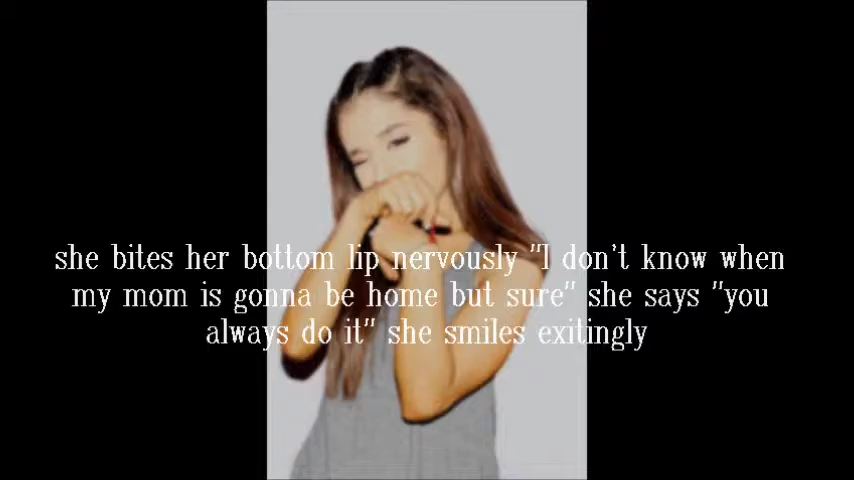 she bites her bottom lip nervously "I don't know when
my mom is gonna be home but sure" she says "you
always do it" she smiles exitingly